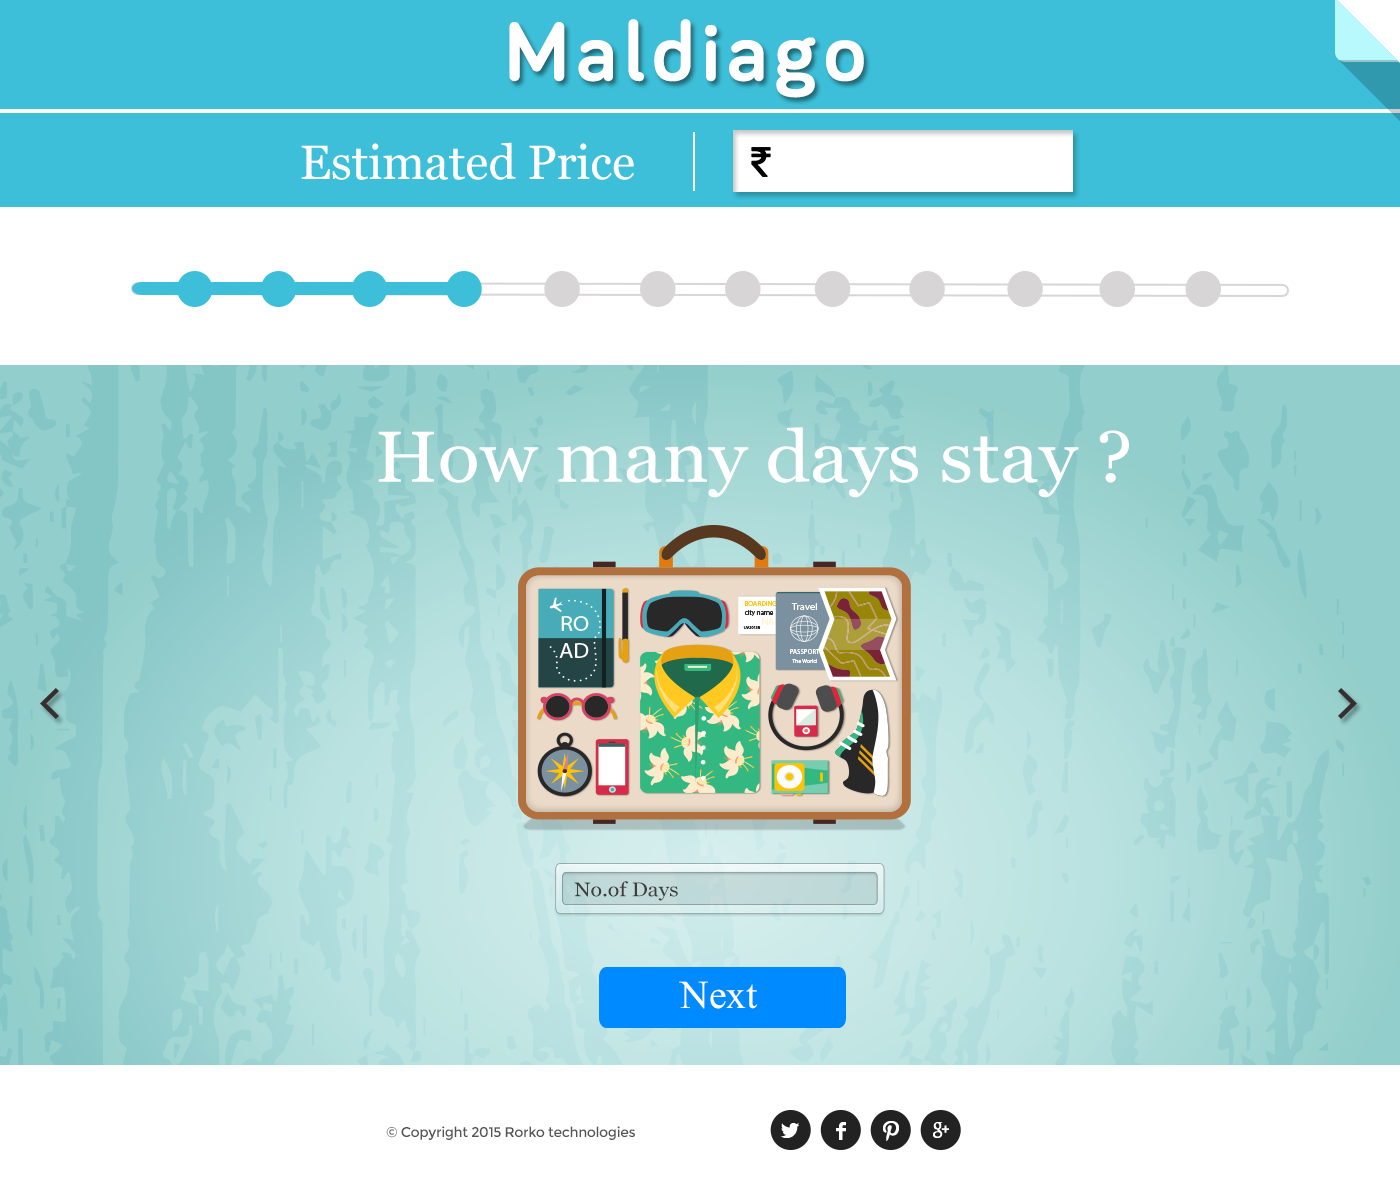 Maldiago
Estimated Price
₹
How many days stay ?
RO
AD
BOARDING
city name
Travel
PASSPORT
The World
No.of Days
Next
© Copyright 2015 Rorko technologies